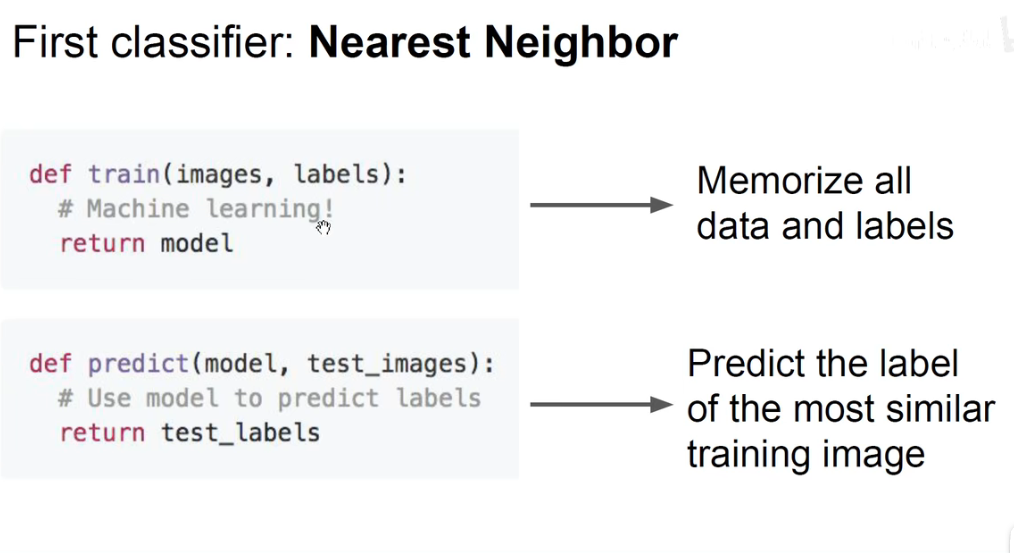 First classifier: Nearest Neighbor
def train(images, labels):
# Machine learning!
return model
Memorize all
data and labels
def predict(model, test_images):
# Use model to predict labels
return test_labels
Predict the label
of the most similar
training image